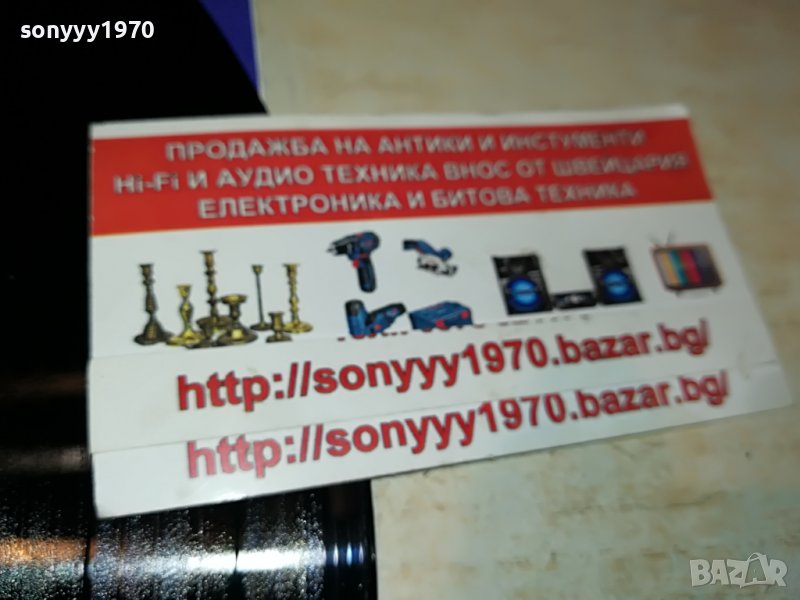 sonyyy1970
ПРОДАЖБА НА АНТИКИ И ИНСТУМЕНТИ
Hi-Fi И АУДИО ТЕХНИКА ВНОС ОТ ШВЕЙЦАРИЯ
ЕЛЕКТРОНИКА И БИТОВА ТЕХНИКА
http://sonyyy1970.bazar.bg/
http://sonyyy1970.bazar.bg/
BAZAR